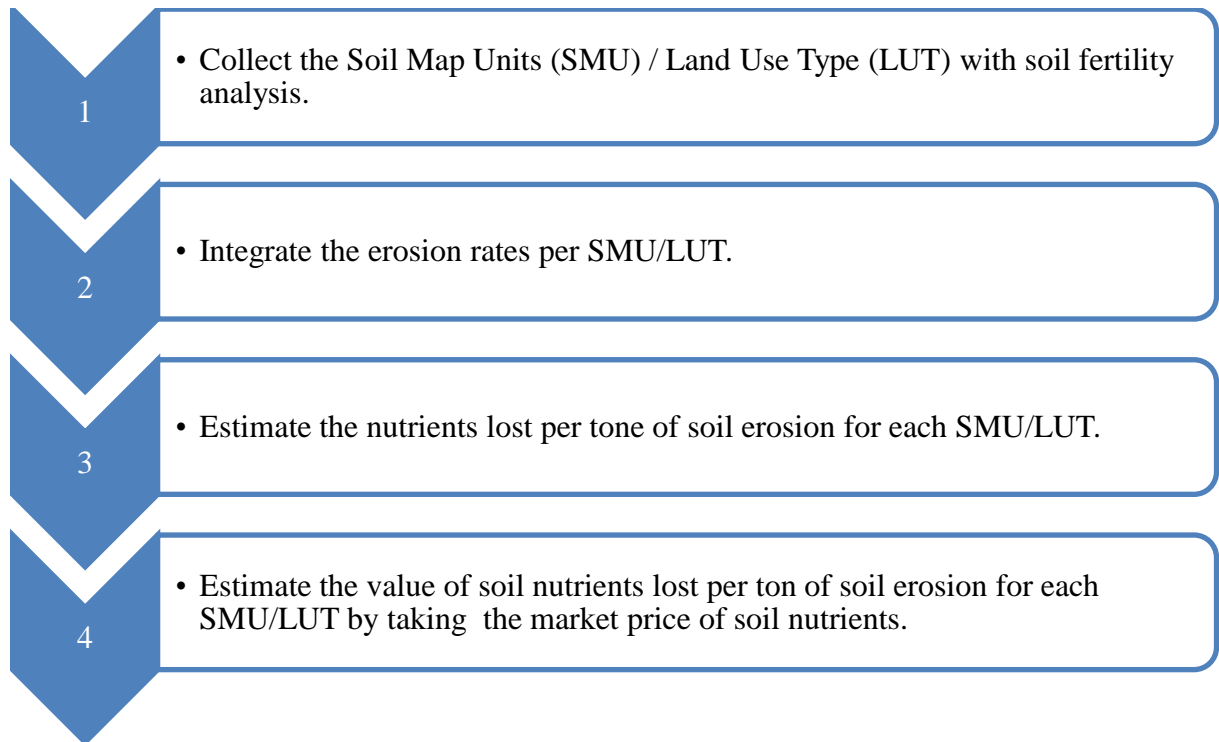 1
• Collect the Soil Map Units (SMU) / Land Use Type (LUT) with soil fertility
analysis.
2
• Integrate the erosion rates per SMU/LUT.
3
• Estimate the nutrients lost per tone of soil erosion for each SMU/LUT.
4
• Estimate the value of soil nutrients lost per ton of soil erosion for each
SMU/LUT by taking  the market price of soil nutrients.